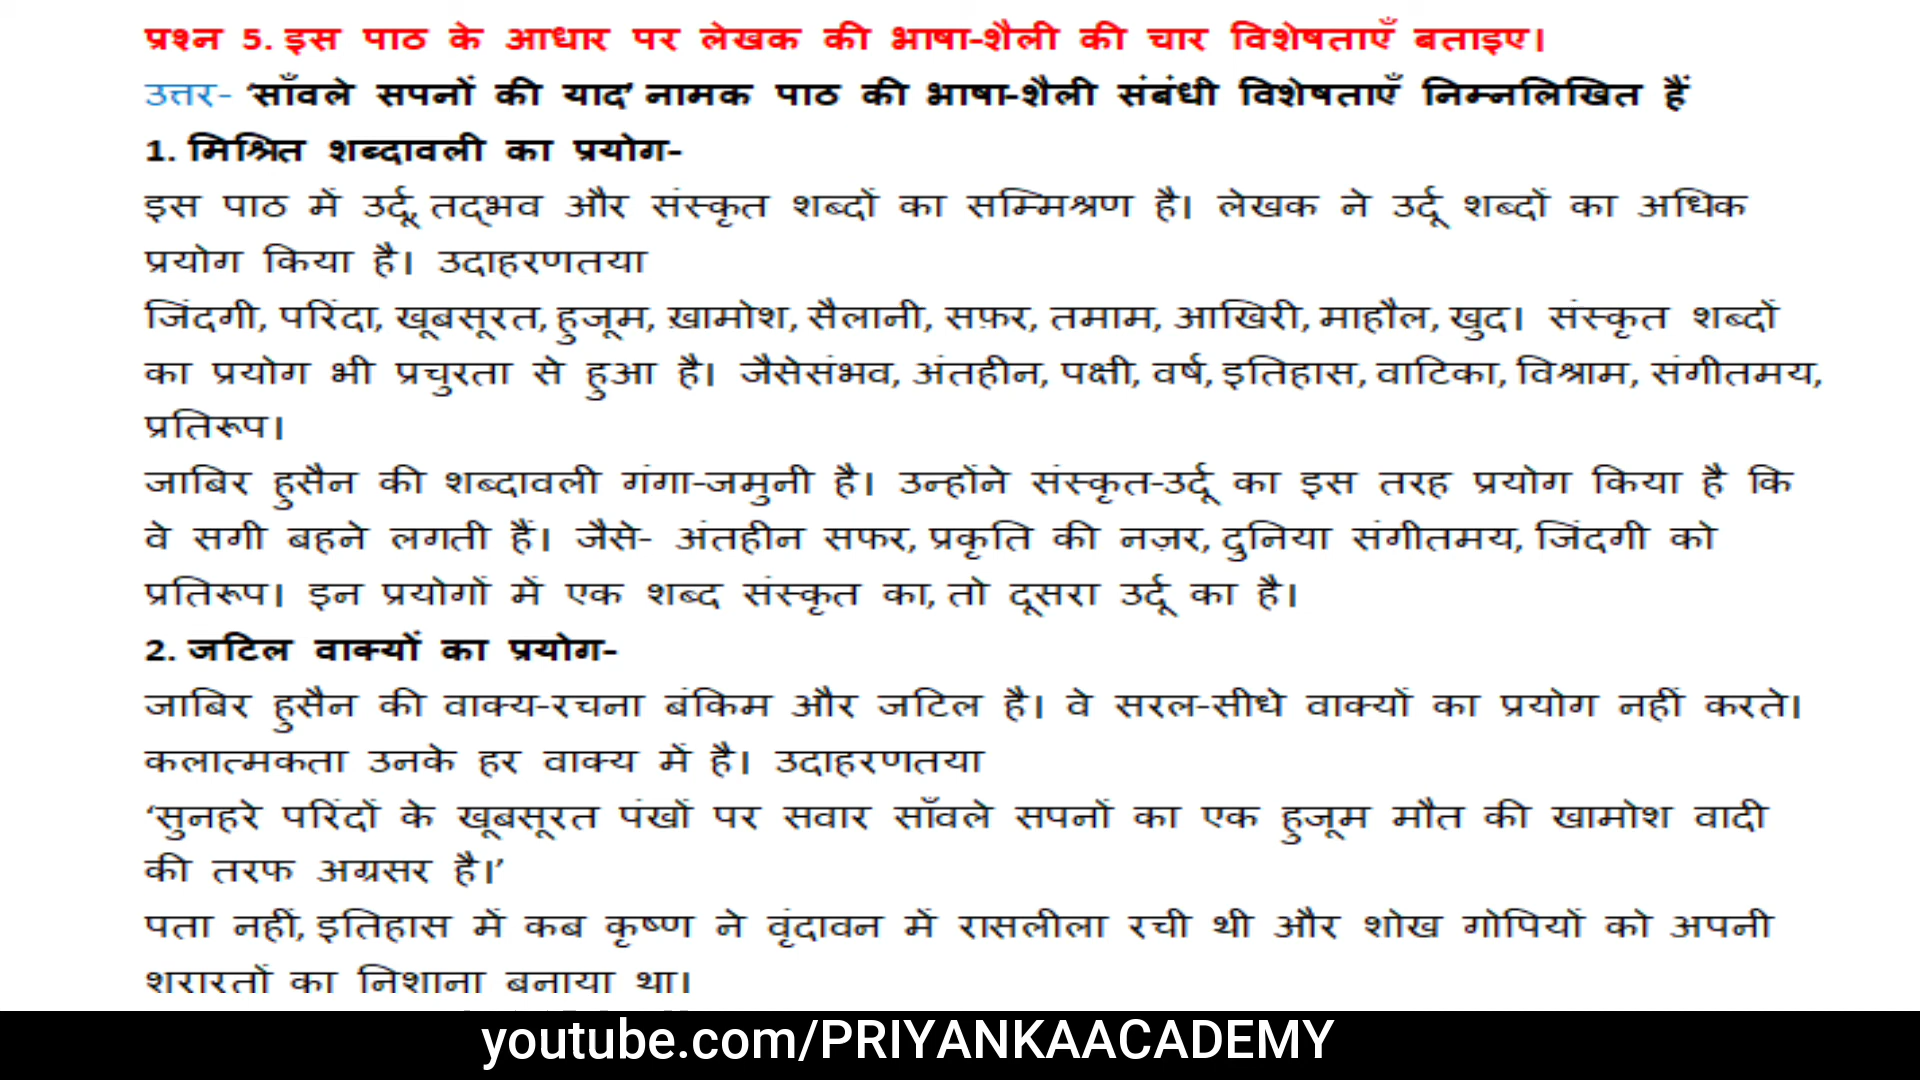 प्रश्न 5. इस पाठ के आधार पर लेखक की भाषा-शैली की चार विशेषताएँ बताइए।
उत्तर- ‘साँवले सपनों की याद’ नामक पाठ की भाषा-शैली संबंधी विशेषताएँ निम्नलिखित हैं
1. मिश्रित शब्दावली का प्रयोग-
इस पाठ में उर्दू, तद्भव और संस्कृत शब्दों का सम्मिश्रण है। लेखक ने उर्दू शब्दों का अधिक
प्रयोग किया है। उदाहरणतया
जिंदगी, परिंदा, खूबसूरत, हुजूम, ख़ामोश, सैलानी, सफ़र, तमाम, आखिरी, माहौल, खुद। संस्कृत शब्दों
का प्रयोग भी प्रचुरता से हुआ है। जैसेसंभव, अंतहीन, पक्षी, वर्ष, इतिहास, वाटिका, विश्राम, संगीतमय,
प्रतिरूप।
जाबिर हुसैन की शब्दावली गंगा-जमुनी है। उन्होंने संस्कृत-उर्दू का इस तरह प्रयोग किया है कि
वे सगी बहने लगती हैं। जैसे- अंतहीन सफर, प्रकृति की नज़र, दुनिया संगीतमय, जिंदगी को
प्रतिरूप। इन प्रयोगों में एक शब्द संस्कृत का, तो दूसरा उर्दू का है।
2. जटिल वाक्यों का प्रयोग-
जाबिर हुसैन की वाक्य-रचना बंकिम और जटिल है। वे सरल-सीधे वाक्यों का प्रयोग नहीं करते।
कलात्मकता उनके हर वाक्य में है। उदाहरणतया
‘सुनहरे परिंदों के खूबसूरत पंखों पर सवार साँवले सपनों का एक हुजूम मौत की खामोश वादी
की तरफ अग्रसर है।’
पता नहीं, इतिहास में कब कृष्ण ने वृंदावन में रासलीला रची थी और शोख गोपियों को अपनी
शरारतों का निशाना बनाया था।
youtube.com/PRIYANKAACADEMY